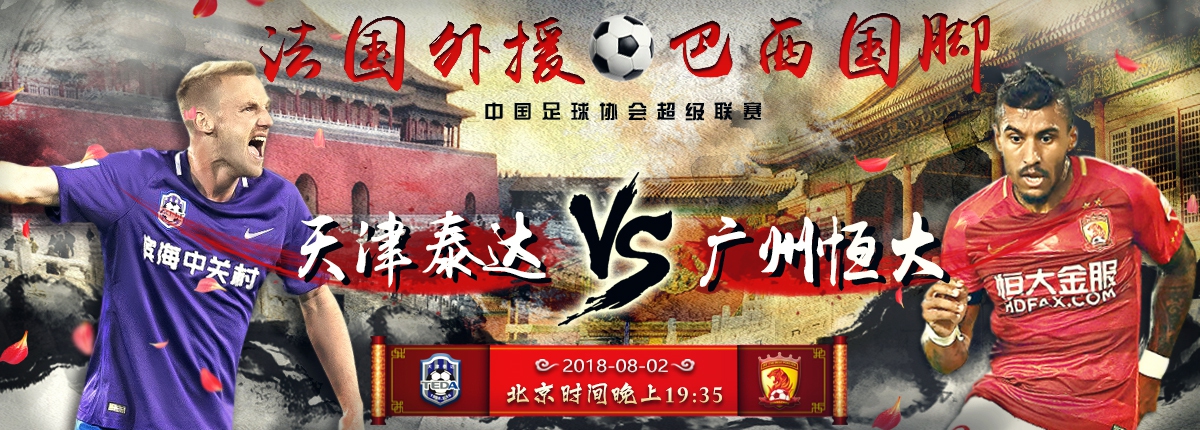 法国外援 巴西国脚
中国足球协会超级联赛
天津泰达 VS 广州恒大
滨海中关村
恒大金服
HDFAX.COM
2018-08-02
北京时间晚上19:35
TEDA